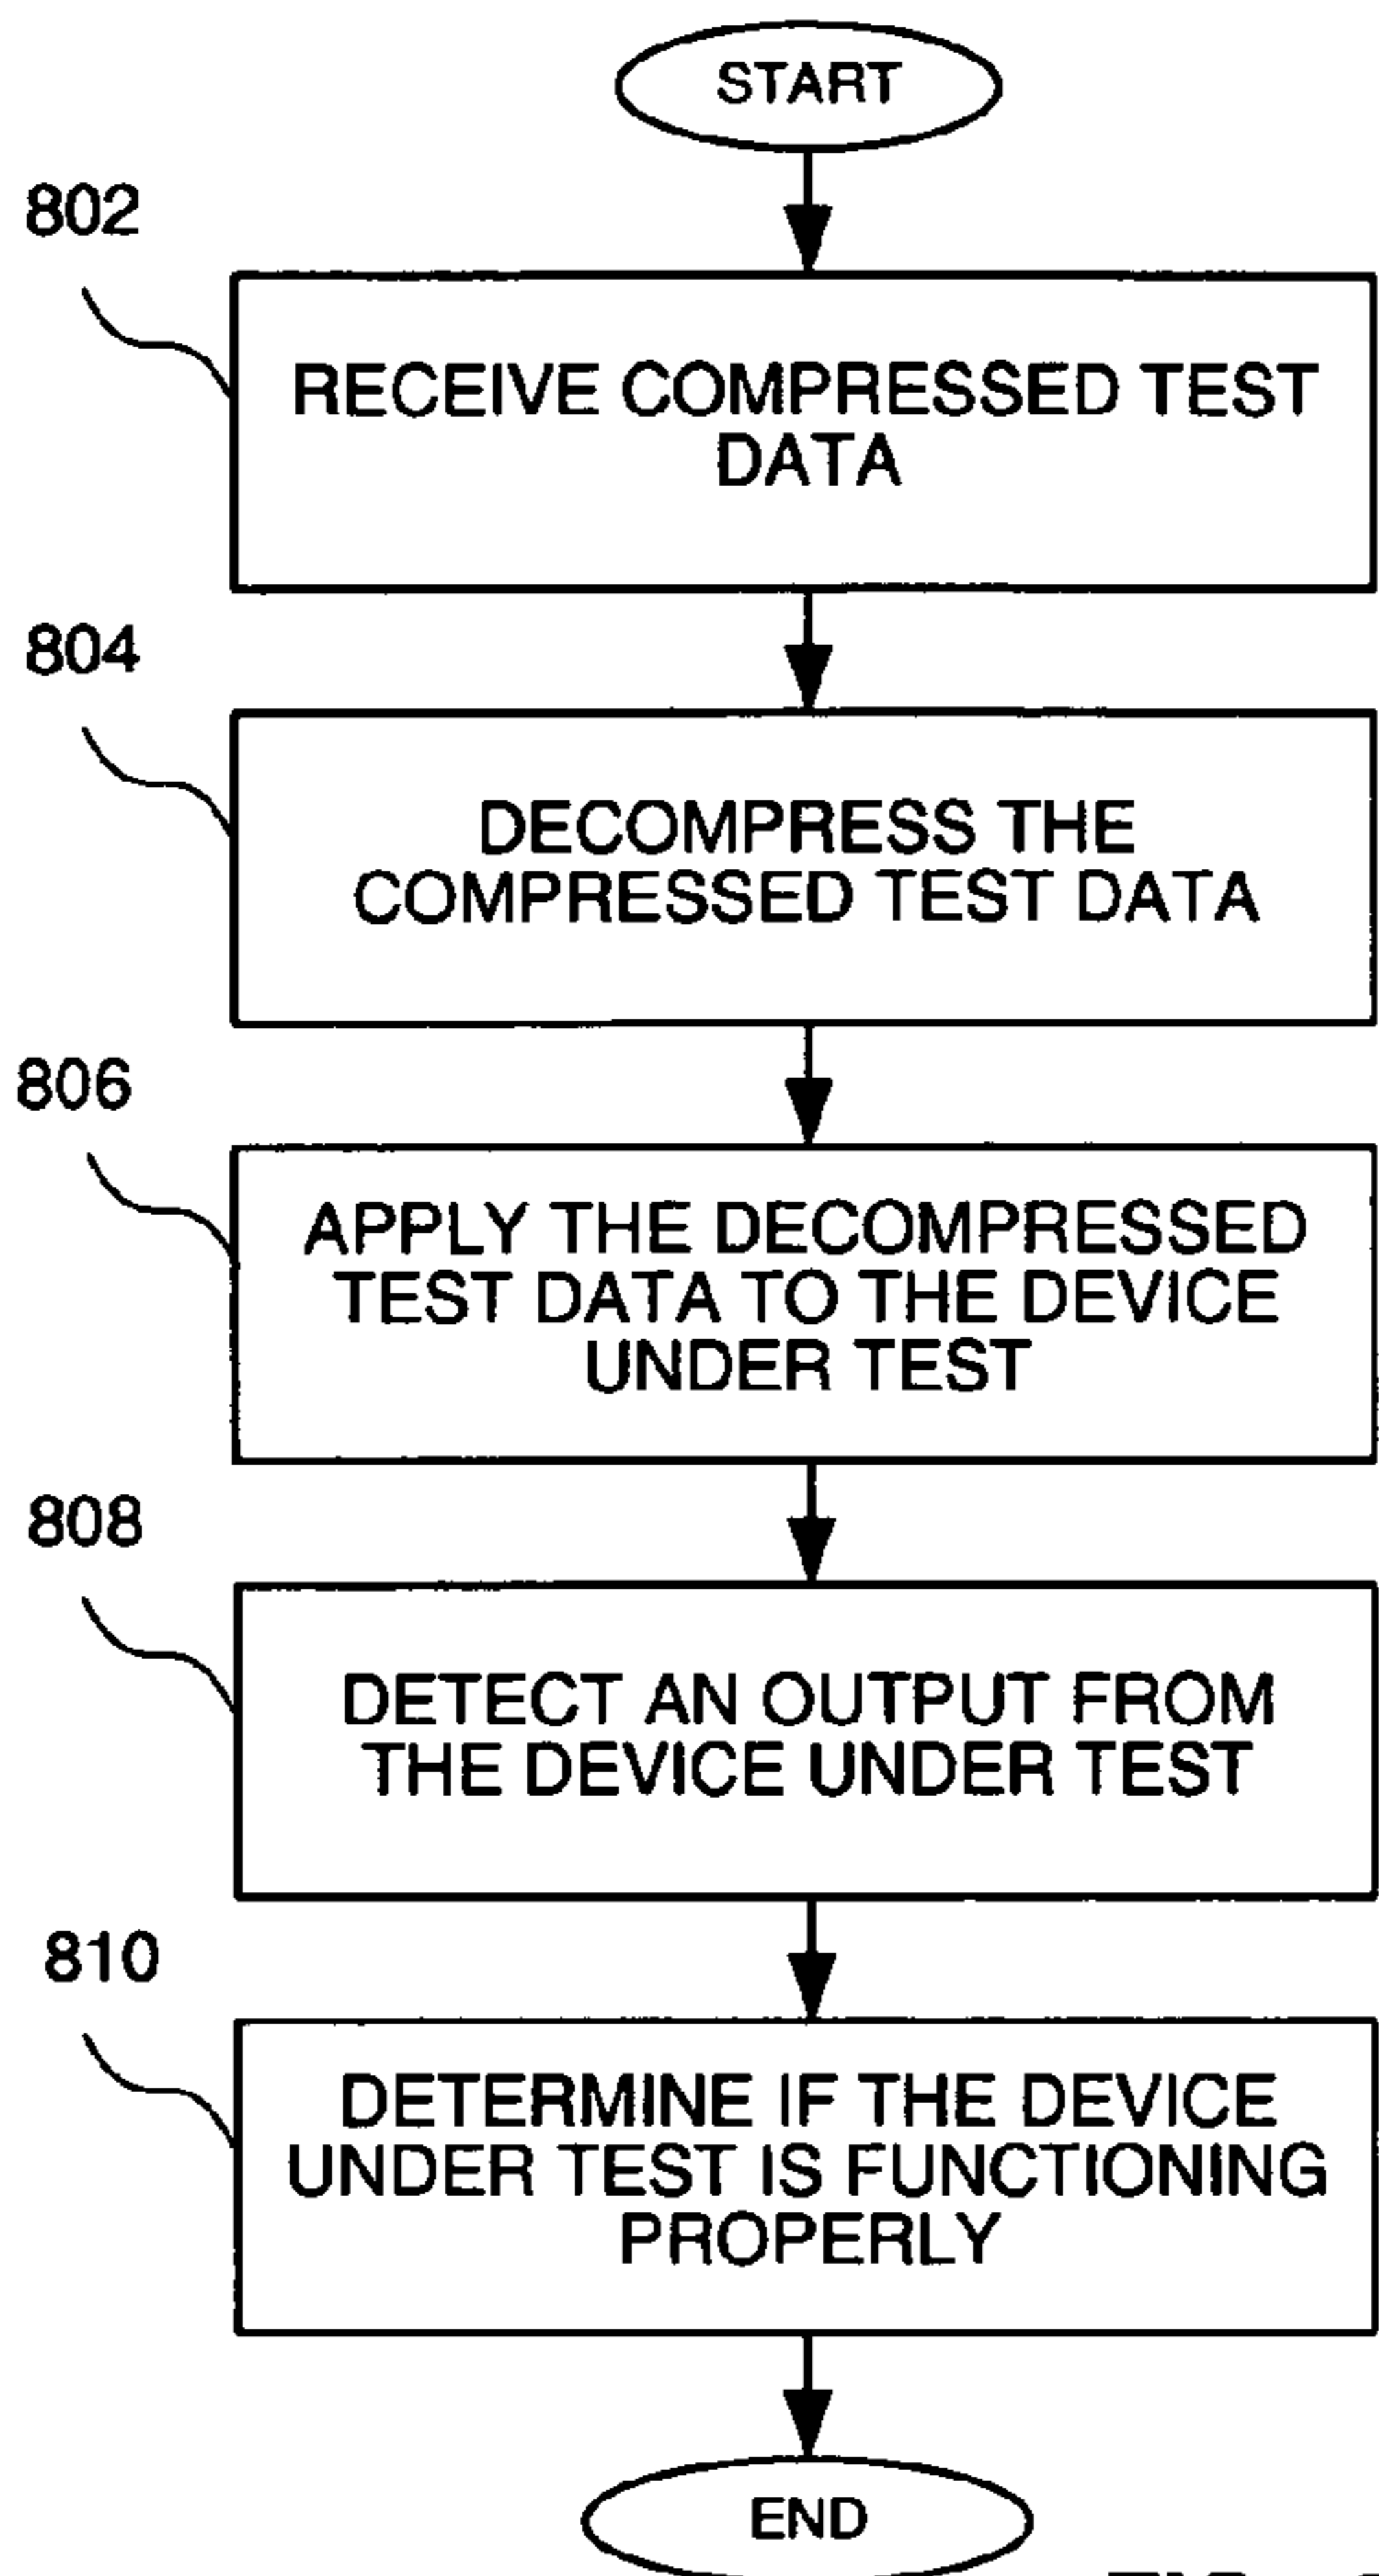 START
802
RECEIVE COMPRESSED TEST
DATA
804
DECOMPRESS THE
COMPRESSED TEST DATA
806
APPLY THE DECOMPRESSED
TEST DATA TO THE DEVICE
UNDER TEST
808
DETECT AN OUTPUT FROM
THE DEVICE UNDER TEST
810
DETERMINE IF THE DEVICE
UNDER TEST IS FUNCTIONING
PROPERLY
END